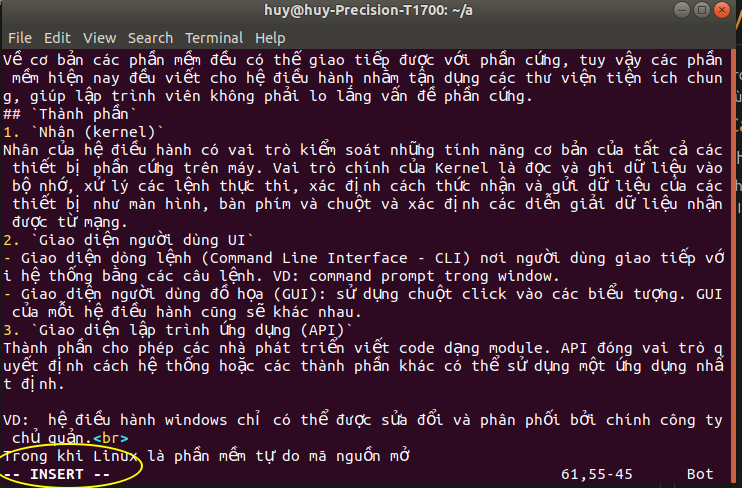 huy@huy-Precision-T1700: ~/a
File Edit View Search Terminal Help
Về cơ bản các phần mềm đều có thể giao tiếp được với phần cứng, tuy vậy các phần
mềm hiện nay đều viết cho hệ điều hành nhằm tận dụng các thư viện tiện ích chun
g, giúp lập trình viên không phải lo lắng vấn đề phần cứng.
## `Thành phần`
1. `Nhân (kernel)`
Nhân của hệ điều hành có vai trò kiểm soát những tính năng cơ bản của tất cả các
thiết bị phần cứng trên máy. Vai trò chính của Kernel là đọc và ghi dữ liệu vào
bộ nhớ, xử lý các lệnh thực thi, xác định cách thức nhận và gửi dữ liệu của các
thiết bị như màn hình, bàn phím và chuột và xác định các diễn giải dữ liệu nhận
được từ mạng.
2. `Giao diện người dùng UI`
- Giao diện dòng lệnh (Command Line Interface - CLI) nơi người dùng giao tiếp vớ
i hệ thống bằng các câu lệnh. VD: command prompt trong window.
- Giao diện người dùng đồ họa (GUI): sử dụng chuột click vào các biểu tượng. GUI
của mỗi hệ điều hành cũng sẽ khác nhau.
3. `Giao diện lập trình ứng dụng (API)`
Thành phần cho phép các nhà phát triển viết code dạng module. API đóng vai trò q
uyết định cách hệ thống hoặc các thành phần khác có thể sử dụng một ứng dụng nhấ
t định.
VD: hệ điều hành windows chỉ có thể được sửa đổi và phân phối bởi chính công ty
chủ quản.<br>
Trong khi Linux là phần mềm tự do mã nguồn mở
-- INSERT -- 61,55-45 Bot